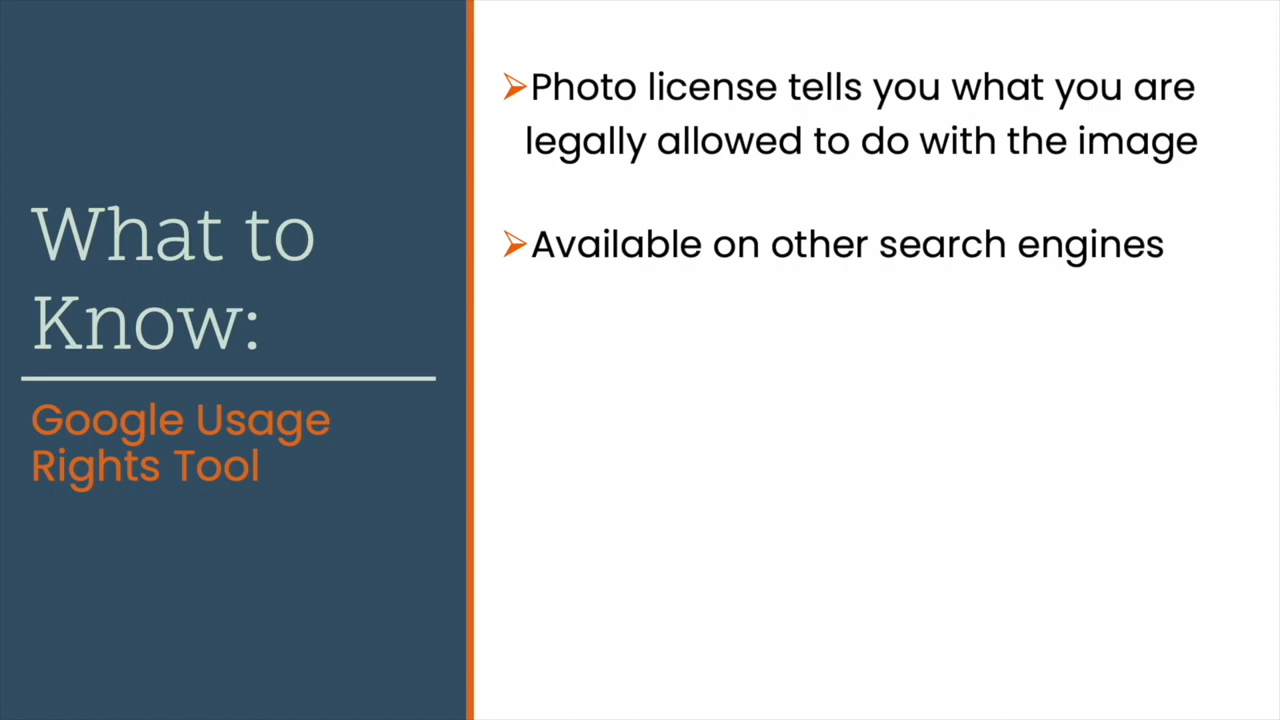 What to
Know:
Google Usage
Rights Tool
➢Photo license tells you what you are
legally allowed to do with the image
➢Available on other search engines